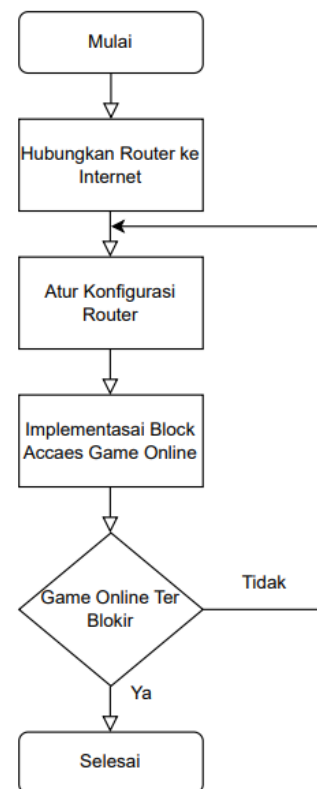 Mulai
Hubungkan Router ke
Internet
Atur Konfigurasi
Router
Implementasai Block
Accaes Game Online
Game Online Ter
Blokir
Tidak
Ya
Selesai